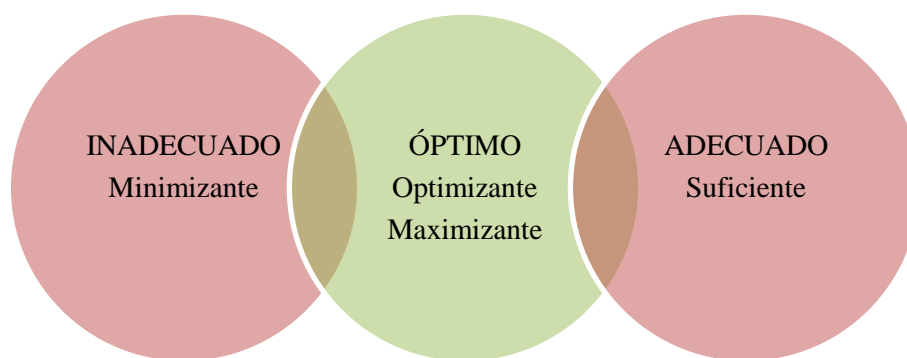 INADECUADO
Minimizante
ÓPTIMO
Optimizante
Maximizante
ADECUADO
Suficiente